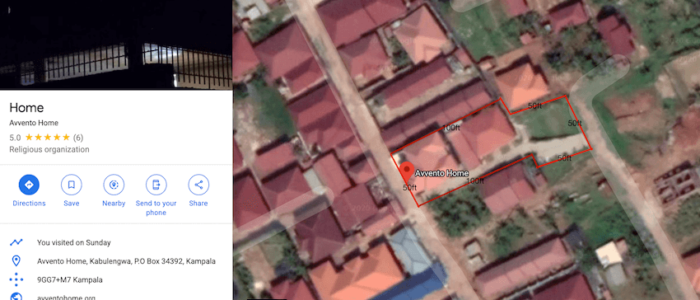 Home
Avvento Home
5.0 ★★★★★ (6)
Religious organization
Directions
Save
Nearby
Send to your
phone
Share
You visited on Sunday
Avvento Home, Kabulengwa, P.O Box 34392, Kampala
9GG7+M7 Kampala
avventohome.org
100ft
50ft
50ft
50ft
100ft
50ft
Avvento Home